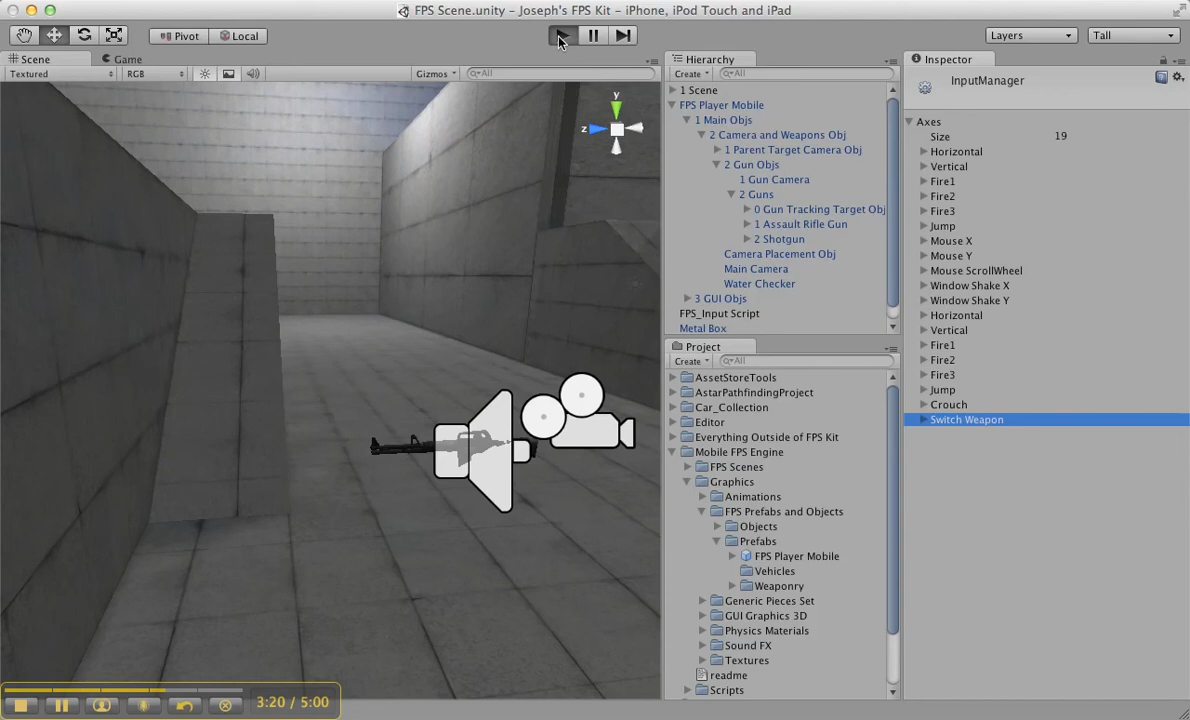 FPS Scene.unity – Joseph's FPS Kit – iPhone, iPod Touch and iPad
Pivot
Local
Layers
Tall
Scene
Game
Textured
RGB
Gizmos
All
y
z
Hierarchy
Create
All
1 Scene
FPS Player Mobile
1 Main Objs
2 Camera and Weapons Obj
1 Parent Target Camera Obj
2 Gun Objs
1 Gun Camera
2 Guns
0 Gun Tracking Target Obj
1 Assault Rifle Gun
2 Shotgun
Camera Placement Obj
Main Camera
Water Checker
3 GUI Objs
FPS_Input Script
Metal Box
Project
Create
All
AssetStoreTools
AstarPathfindingProject
Car_Collection
Editor
Everything Outside of FPS Kit
Mobile FPS Engine
FPS Scenes
Graphics
Animations
FPS Prefabs and Objects
Objects
Prefabs
FPS Player Mobile
Vehicles
Weaponry
Generic Pieces Set
GUI Graphics 3D
Physics Materials
Sound FX
Textures
readme
Scripts
Inspector
InputManager
Axes
Size 19
Horizontal
Vertical
Fire1
Fire2
Fire3
Jump
Mouse X
Mouse Y
Mouse ScrollWheel
Window Shake X
Window Shake Y
Horizontal
Vertical
Fire1
Fire2
Fire3
Jump
Crouch
Switch Weapon
3:20 / 5:00